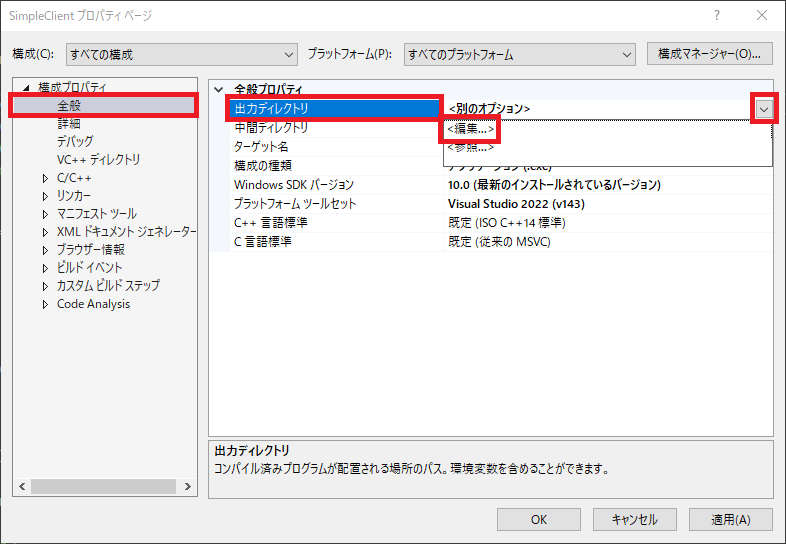 SimpleClient プロパティ ページ
構成(C): すべての構成 プラットフォーム(P): すべてのプラットフォーム 構成マネージャー(O)...
構成プロパティ
全般
詳細
デバッグ
VC++ ディレクトリ
C/C++
リンカー
マニフェスト ツール
XML ドキュメント ジェネレーター
ブラウザー情報
ビルド イベント
カスタム ビルド ステップ
Code Analysis
全般プロパティ
出力ディレクトリ <別のオプション>
中間ディレクトリ <編集...>
ターゲット名 <参照...>
構成の種類
Windows SDK バージョン 10.0 (最新のインストールされているバージョン)
プラットフォーム ツールセット Visual Studio 2022 (v143)
C++ 言語標準 既定 (ISO C++14 標準)
C 言語標準 既定 (従来の MSVC)
出力ディレクトリ
コンパイル済みプログラムが配置される場所のパス。環境変数を含めることができます。
OK キャンセル 適用(A)